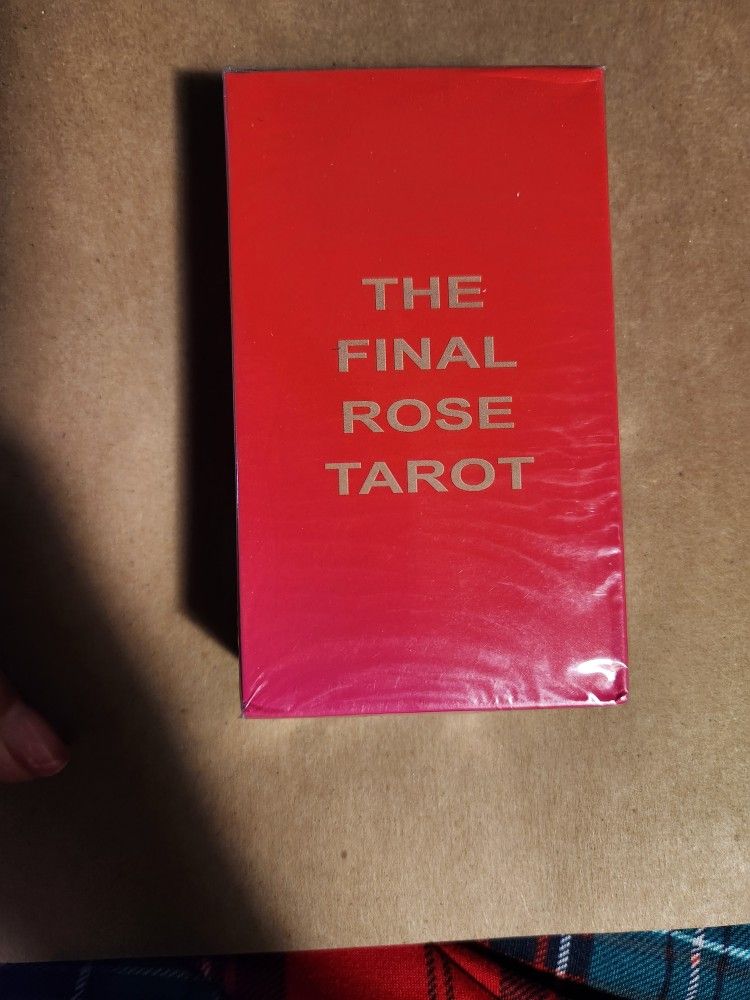 THE
FINAL
ROSE
TAROT